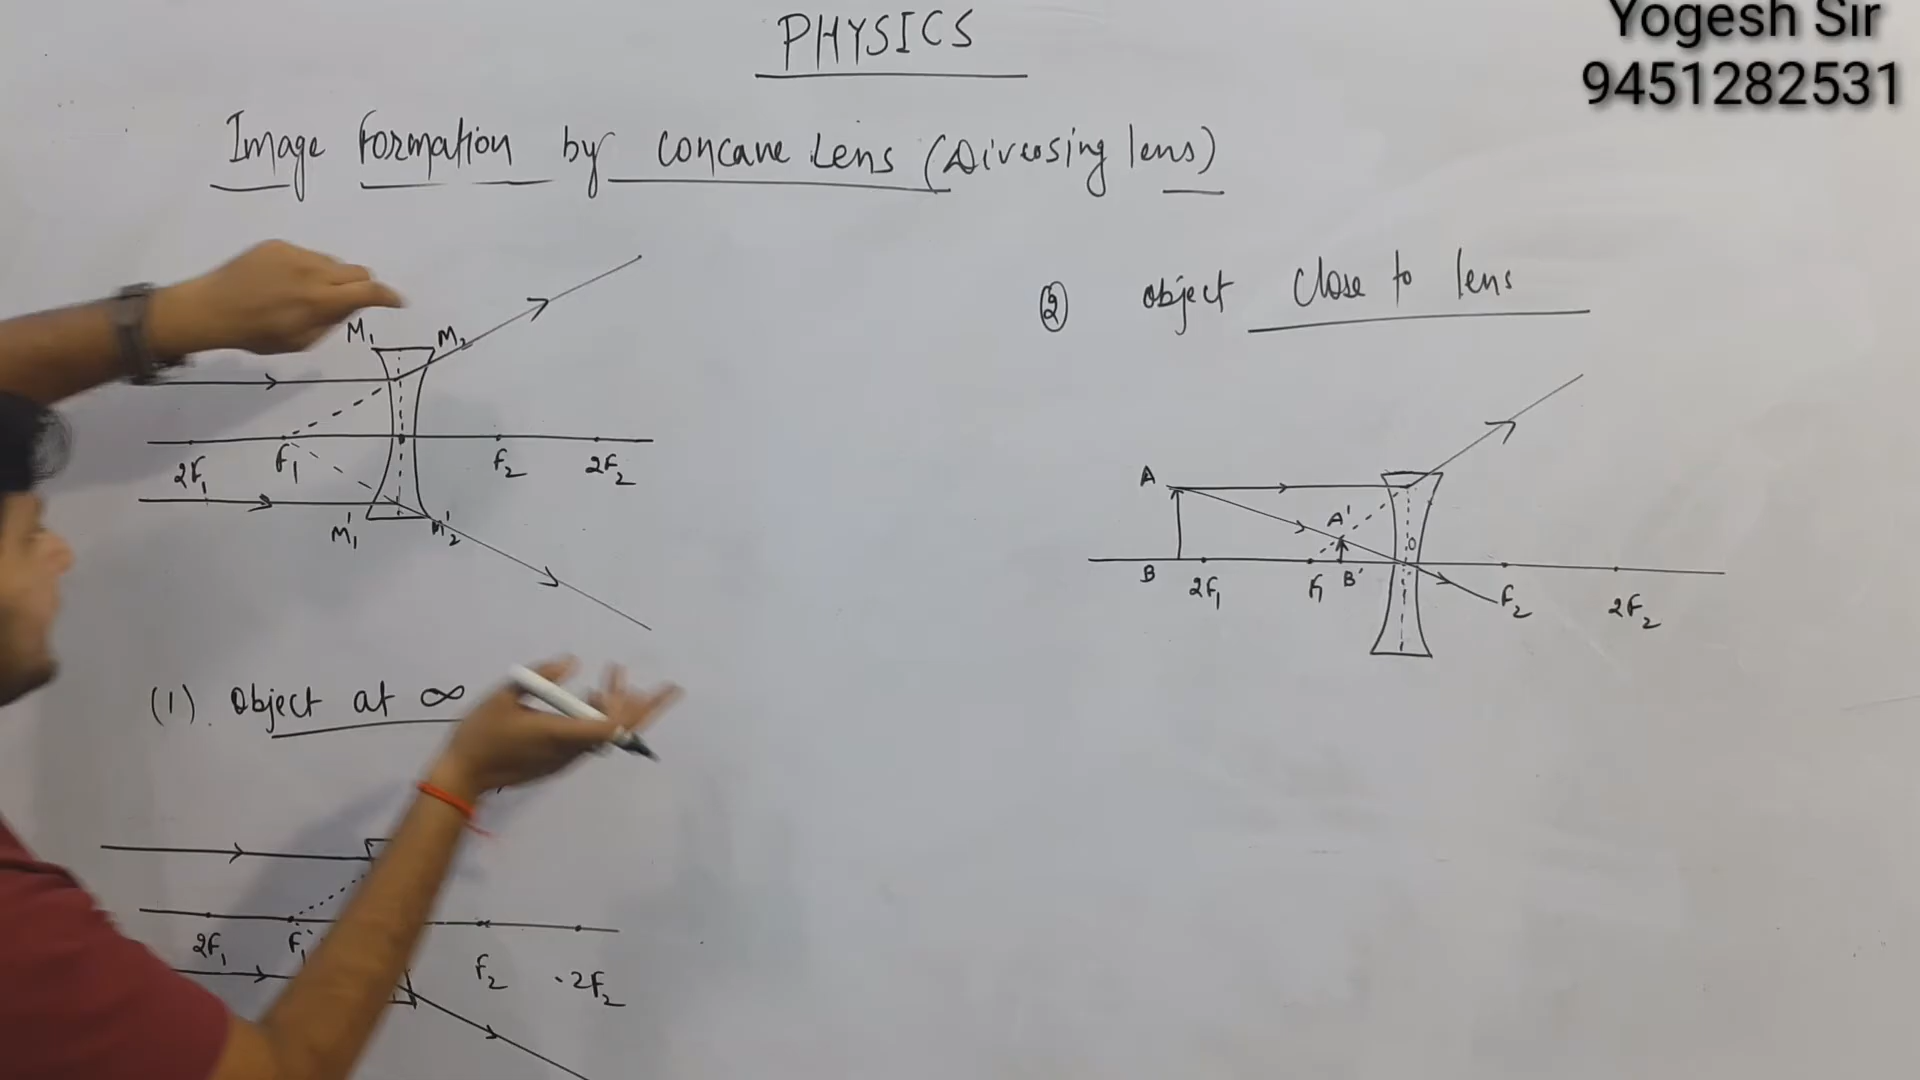 PHYSICS
Yogesh Sir
9451282531
Image Formation by Concave Lens (Diversing lens)
M₁ M₂
2F₁ F₁ F₂ 2F₂
M₁' M₂'
(1). Object at ∞
2F₁ F₁ F₂ 2F₂
② object close to lens
A
A'
O
B 2F₁ F₁ B' F₂ 2F₂